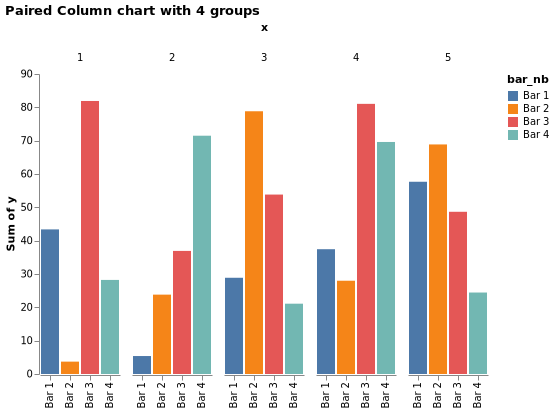 Paired Column chart with 4 groups
x
1 2 3 4 5
90
80
70
60
50
40
30
20
10
0
Sum of y
Bar 1 Bar 2 Bar 3 Bar 4 Bar 1 Bar 2 Bar 3 Bar 4 Bar 1 Bar 2 Bar 3 Bar 4 Bar 1 Bar 2 Bar 3 Bar 4 Bar 1 Bar 2 Bar 3 Bar 4
bar_nb
Bar 1
Bar 2
Bar 3
Bar 4